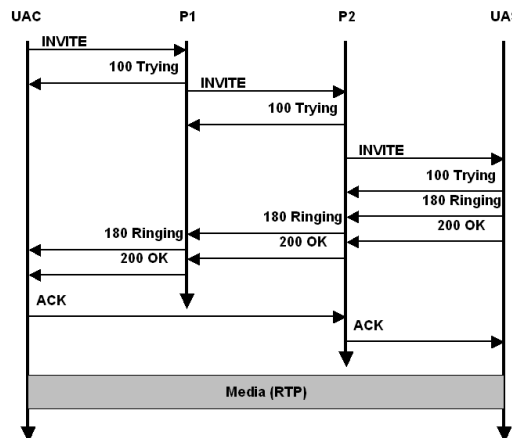 UAC P1 P2 UAS
INVITE
100 Trying
INVITE
100 Trying
INVITE
100 Trying
180 Ringing
180 Ringing
200 OK
180 Ringing
200 OK
200 OK
ACK
ACK
Media (RTP)